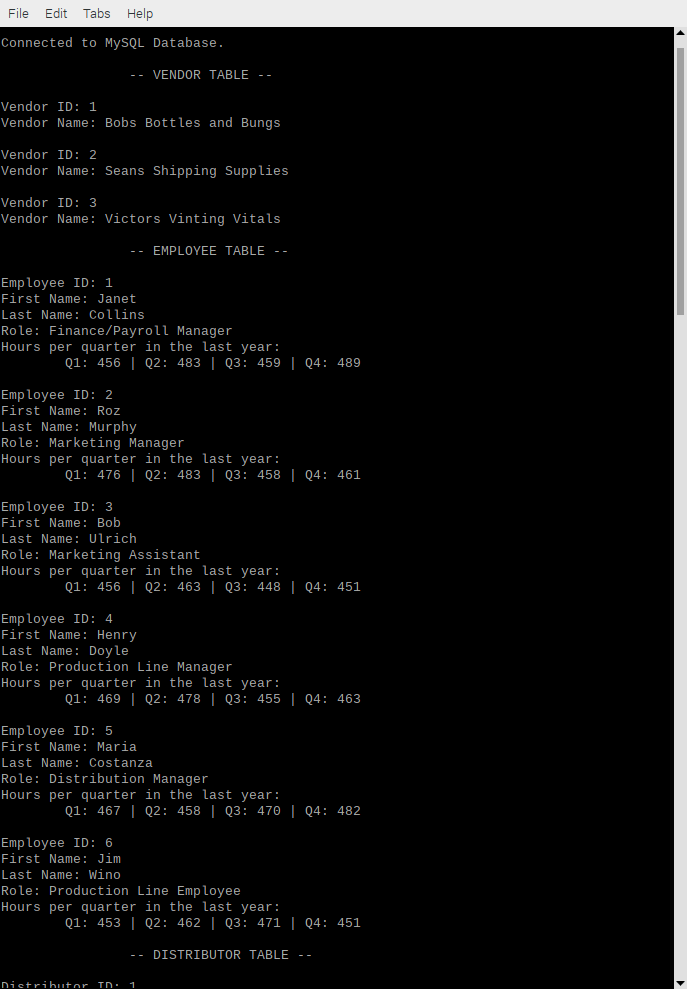 File Edit Tabs Help
Connected to MySQL Database.
-- VENDOR TABLE --
Vendor ID: 1
Vendor Name: Bobs Bottles and Bungs
Vendor ID: 2
Vendor Name: Seans Shipping Supplies
Vendor ID: 3
Vendor Name: Victors Vinting Vitals
-- EMPLOYEE TABLE --
Employee ID: 1
First Name: Janet
Last Name: Collins
Role: Finance/Payroll Manager
Hours per quarter in the last year:
Q1: 456 | Q2: 483 | Q3: 459 | Q4: 489
Employee ID: 2
First Name: Roz
Last Name: Murphy
Role: Marketing Manager
Hours per quarter in the last year:
Q1: 476 | Q2: 483 | Q3: 458 | Q4: 461
Employee ID: 3
First Name: Bob
Last Name: Ulrich
Role: Marketing Assistant
Hours per quarter in the last year:
Q1: 456 | Q2: 463 | Q3: 448 | Q4: 451
Employee ID: 4
First Name: Henry
Last Name: Doyle
Role: Production Line Manager
Hours per quarter in the last year:
Q1: 469 | Q2: 478 | Q3: 455 | Q4: 463
Employee ID: 5
First Name: Maria
Last Name: Costanza
Role: Distribution Manager
Hours per quarter in the last year:
Q1: 467 | Q2: 458 | Q3: 470 | Q4: 482
Employee ID: 6
First Name: Jim
Last Name: Wino
Role: Production Line Employee
Hours per quarter in the last year:
Q1: 453 | Q2: 462 | Q3: 471 | Q4: 451
-- DISTRIBUTOR TABLE --
Distributor ID: 1